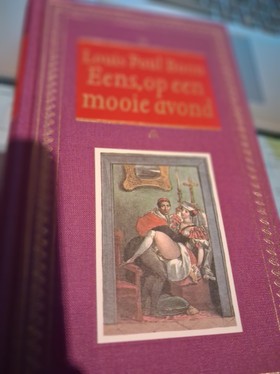 Louis Paul Boon
Eens, op een
mooie avond